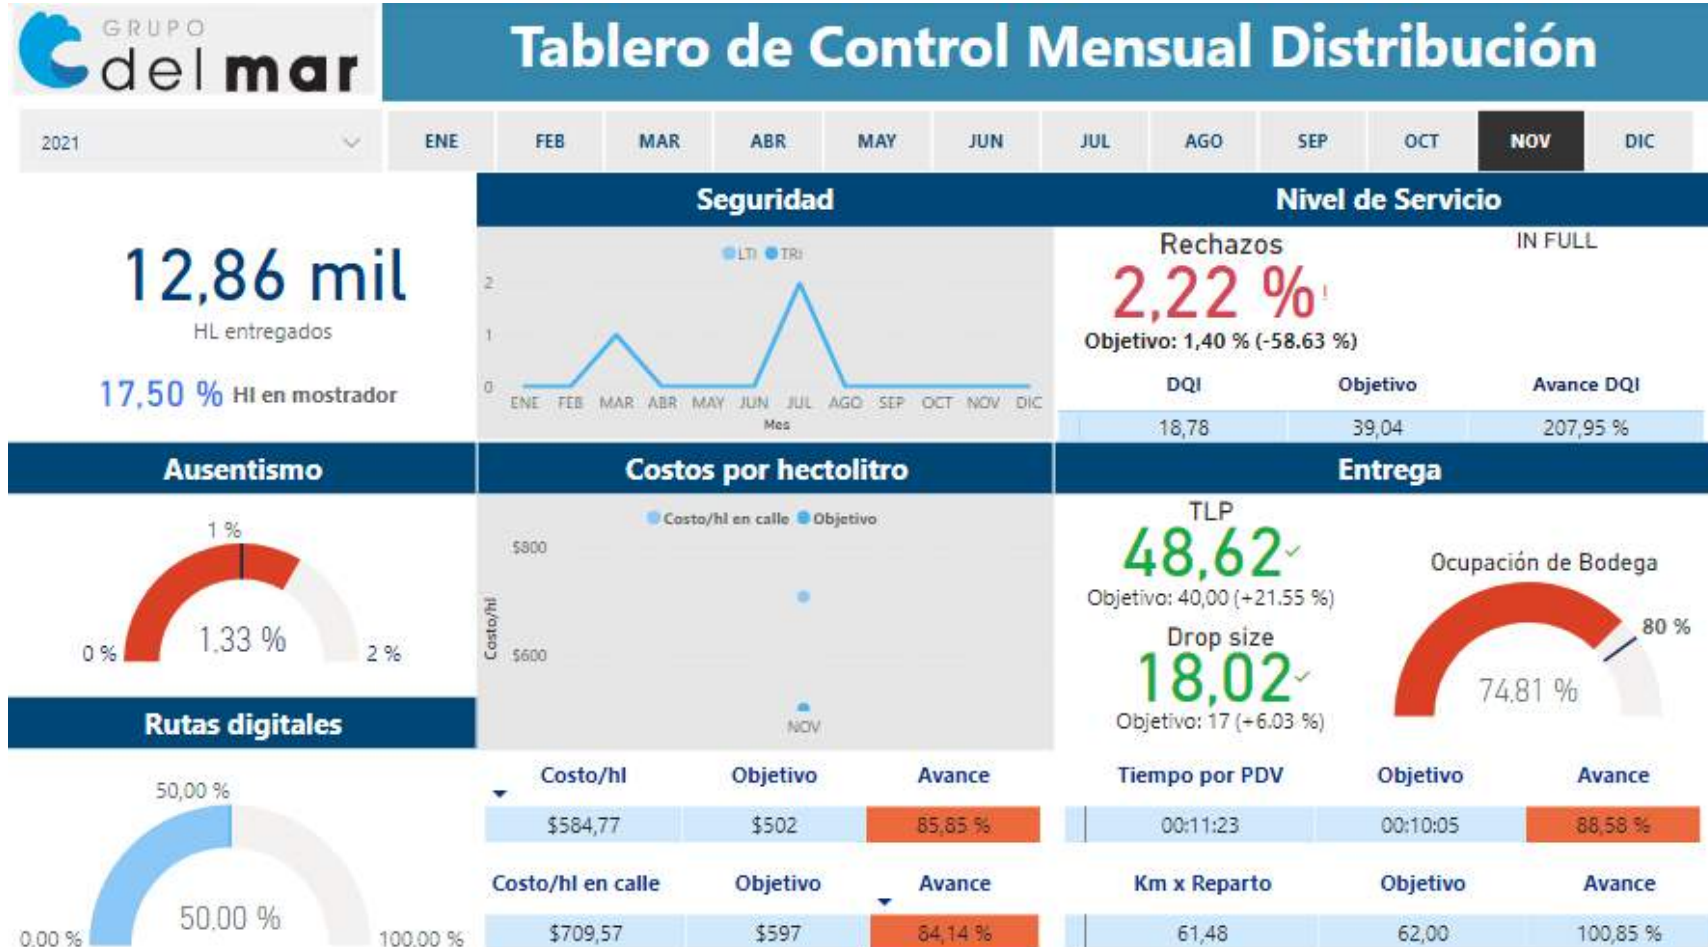 GRUPO
del mar
Tablero de Control Mensual Distribución
2021
ENE FEB MAR ABR MAY JUN JUL AGO SEP OCT NOV DIC
12,86 mil
HL entregados
17,50 % Hl en mostrador
Seguridad
LTI TRI
2
1
0
ENE FEB MAR ABR MAY JUN JUL AGO SEP OCT NOV DIC
Mes
Nivel de Servicio
Rechazos
2,22 % !
Objetivo: 1,40 % (-58.63 %)
IN FULL
DQI Objetivo Avance DQI
18,78 39,04 207,95 %
Ausentismo
1 %
1,33 %
0 %
2 %
Costos por hectolitro
Costo/hl en calle Objetivo
$800
$600
Costo/hl
NOV
Entrega
TLP
48,62
Objetivo: 40,00 (+21.55 %)
Drop size
18,02
Objetivo: 17 (+6.03 %)
Ocupación de Bodega
80 %
74,81 %
Rutas digitales
50,00 %
50,00 %
0,00 %
100,00 %
Costo/hl Objetivo Avance
$584,77 $502 85,85 %
Costo/hl en calle Objetivo Avance
$709,57 $597 84,14 %
Tiempo por PDV Objetivo Avance
00:11:23 00:10:05 88,58 %
Km x Reparto Objetivo Avance
61,48 62,00 100,85 %